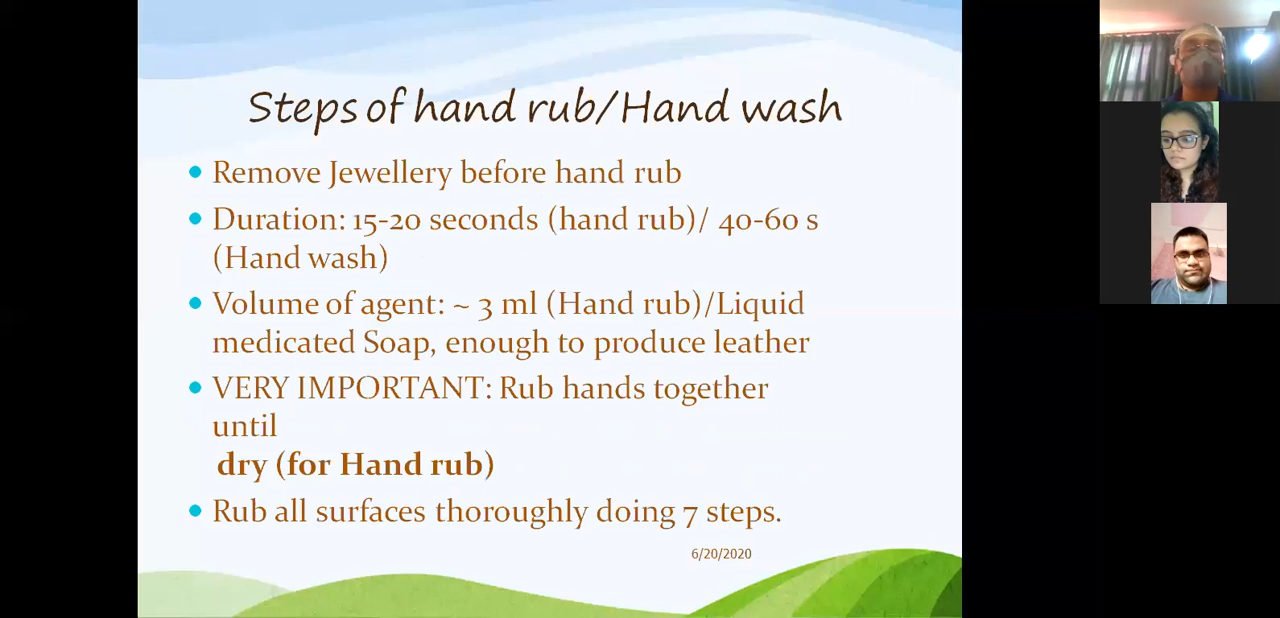 Steps of hand rub/Hand wash
Remove Jewellery before hand rub
Duration: 15-20 seconds (hand rub)/ 40-60 s
(Hand wash)
Volume of agent: ~ 3 ml (Hand rub)/Liquid
medicated Soap, enough to produce leather
VERY IMPORTANT: Rub hands together
until
dry (for Hand rub)
Rub all surfaces thoroughly doing 7 steps.
6/20/2020